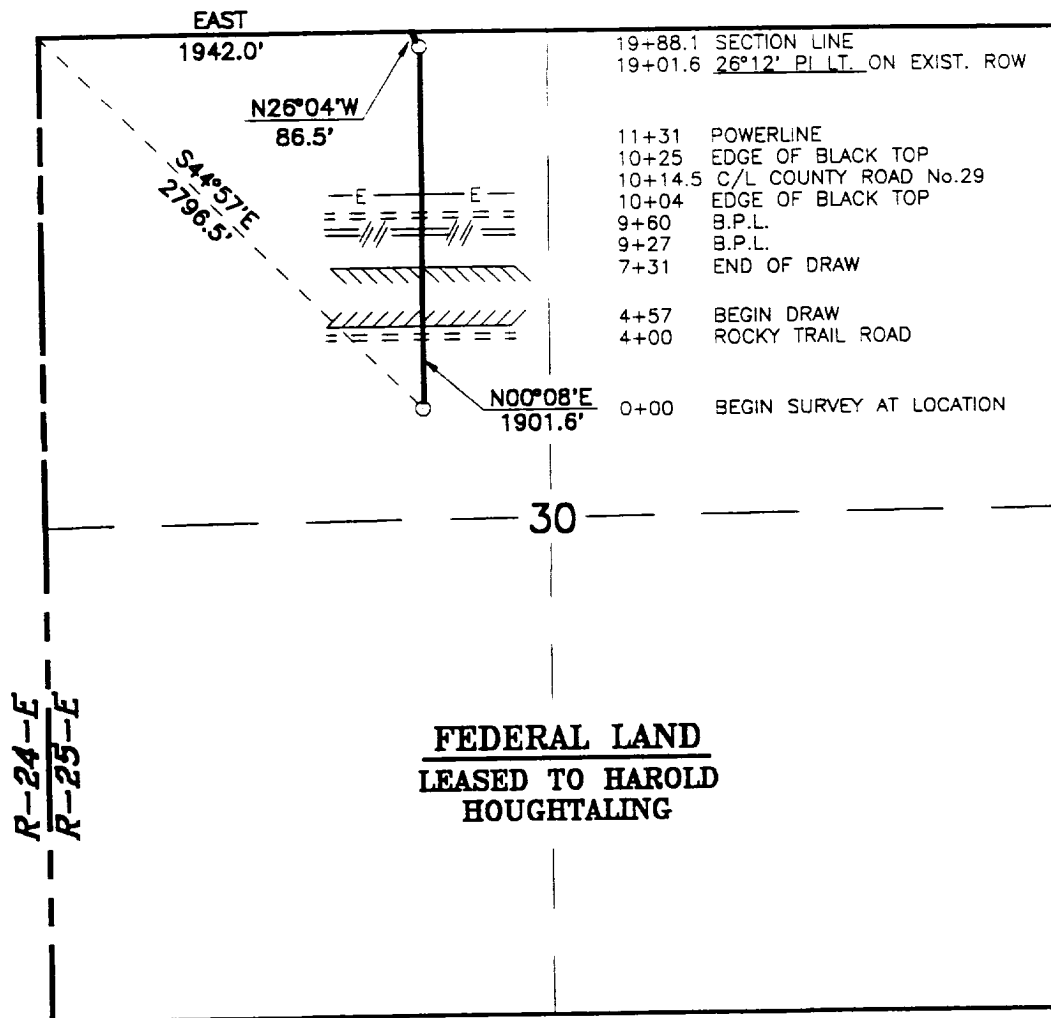 EAST
1942.0'
N26°04'W
86.5'
S44°57'E
2796.5'
E E
19+88.1 SECTION LINE
19+01.6 26°12' PI LT. ON EXIST. ROW
11+31 POWERLINE
10+25 EDGE OF BLACK TOP
10+14.5 C/L COUNTY ROAD No.29
10+04 EDGE OF BLACK TOP
9+60 B.P.L.
9+27 B.P.L.
7+31 END OF DRAW
4+57 BEGIN DRAW
4+00 ROCKY TRAIL ROAD
N00°08'E
1901.6'
0+00 BEGIN SURVEY AT LOCATION
30
R-24-E
R-25-E
FEDERAL LAND
LEASED TO HAROLD
HOUGHTALING